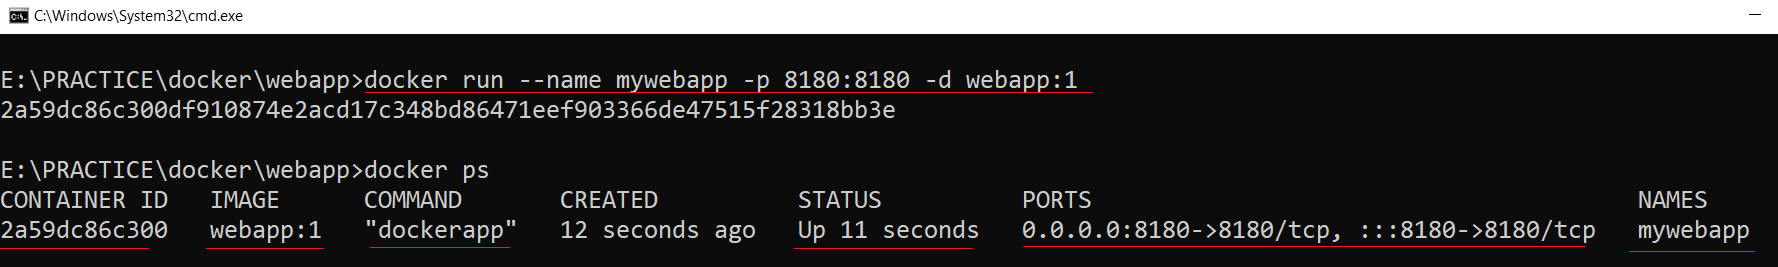 C:\Windows\System32\cmd.exe
E:\PRACTICE\docker\webapp>docker run --name mywebapp -p 8180:8180 -d webapp:1
2a59dc86c300df910874e2acd17c348bd86471eef903366de47515f28318bb3e
E:\PRACTICE\docker\webapp>docker ps
CONTAINER ID IMAGE COMMAND CREATED STATUS PORTS NAMES
2a59dc86c300 webapp:1 "dockerapp" 12 seconds ago Up 11 seconds 0.0.0.0:8180->8180/tcp, :::8180->8180/tcp mywebapp